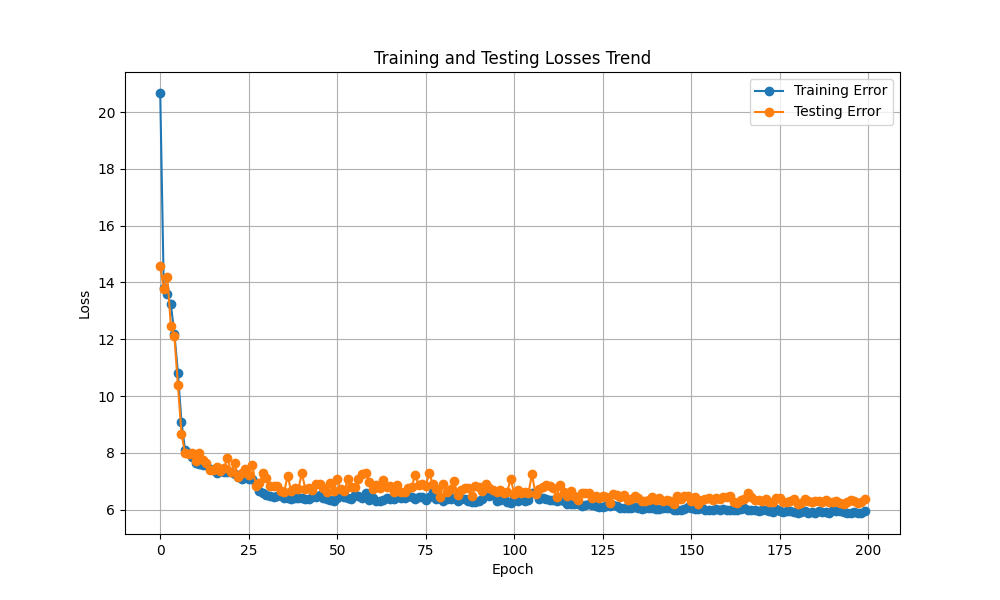 Training and Testing Losses Trend
Training Error
Testing Error
20
18
16
14
12
10
8
6
Loss
0 25 50 75 100 125 150 175 200
Epoch